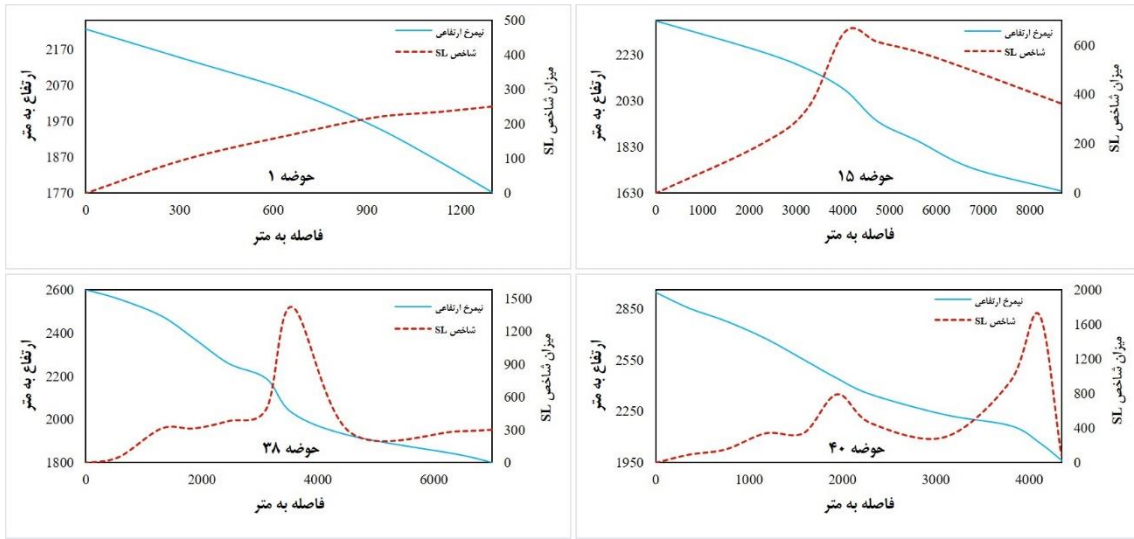 نیمرخ ارتفاعی
شاخص SL
ارتفاع به متر
2170
2070
1970
1870
1770
500
400
300
200
100
0
میزان شاخص SL
حوضه ۱
0 300 600 900 1200
فاصله به متر
نیمرخ ارتفاعی
شاخص SL
ارتفاع به متر
2230
2030
1830
1630
600
400
200
0
میزان شاخص SL
حوضه ۱۵
0 1000 2000 3000 4000 5000 6000 7000 8000
فاصله به متر
نیمرخ ارتفاعی
شاخص SL
ارتفاع به متر
2600
2400
2200
2000
1800
1500
1200
900
600
300
0
میزان شاخص SL
حوضه ۳۸
0 2000 4000 6000
فاصله به متر
نیمرخ ارتفاعی
شاخص SL
ارتفاع به متر
2850
2550
2250
1950
2000
1600
1200
800
400
0
میزان شاخص SL
حوضه ۴۰
0 1000 2000 3000 4000
فاصله به متر